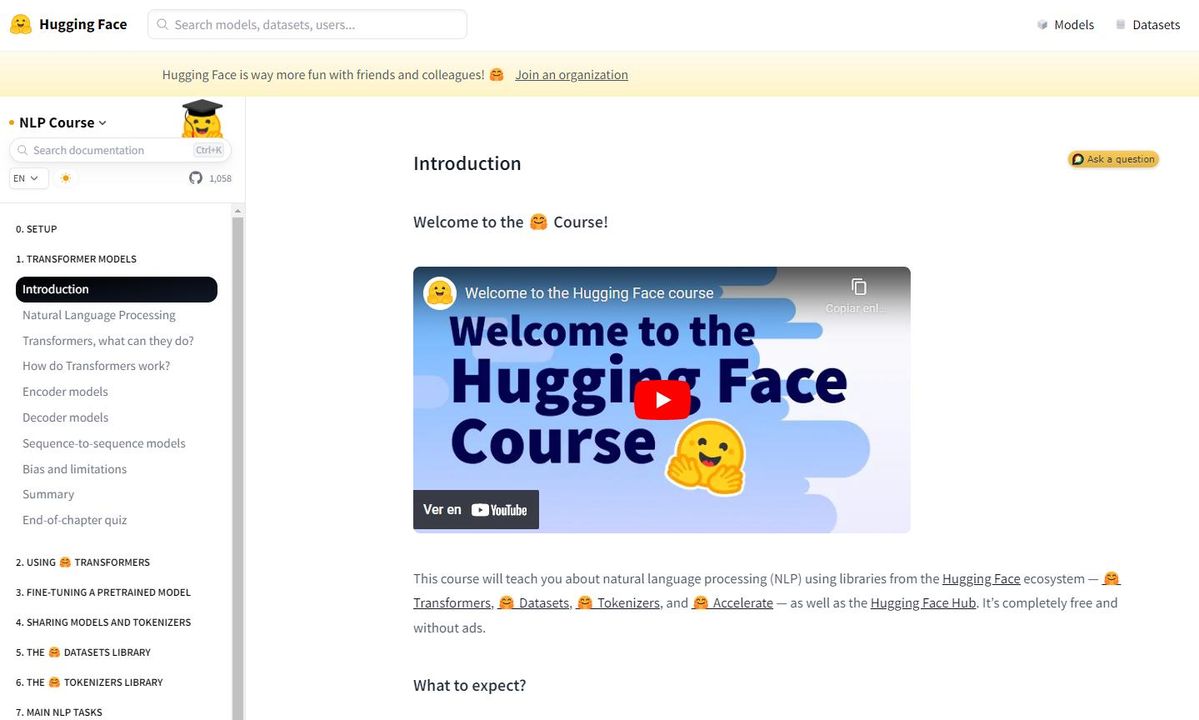 Hugging Face
Search models, datasets, users...
Models
Datasets
Hugging Face is way more fun with friends and colleagues! 🤗 Join an organization
NLP Course
Search documentation
Ctrl+K
EN
1,058
0. SETUP
1. TRANSFORMER MODELS
Introduction
Natural Language Processing
Transformers, what can they do?
How do Transformers work?
Encoder models
Decoder models
Sequence-to-sequence models
Bias and limitations
Summary
End-of-chapter quiz
2. USING 🤗 TRANSFORMERS
3. FINE-TUNING A PRETRAINED MODEL
4. SHARING MODELS AND TOKENIZERS
5. THE 🤗 DATASETS LIBRARY
6. THE 🤗 TOKENIZERS LIBRARY
7. MAIN NLP TASKS
Introduction
Ask a question
Welcome to the 🤗 Course!
Welcome to the Hugging Face course
Copiar enl...
Welcome to the
Hugging Face
Course
Ver en YouTube
This course will teach you about natural language processing (NLP) using libraries from the Hugging Face ecosystem — 🤗
Transformers, 🤗 Datasets, 🤗 Tokenizers, and 🤗 Accelerate — as well as the Hugging Face Hub. It’s completely free and
without ads.
What to expect?